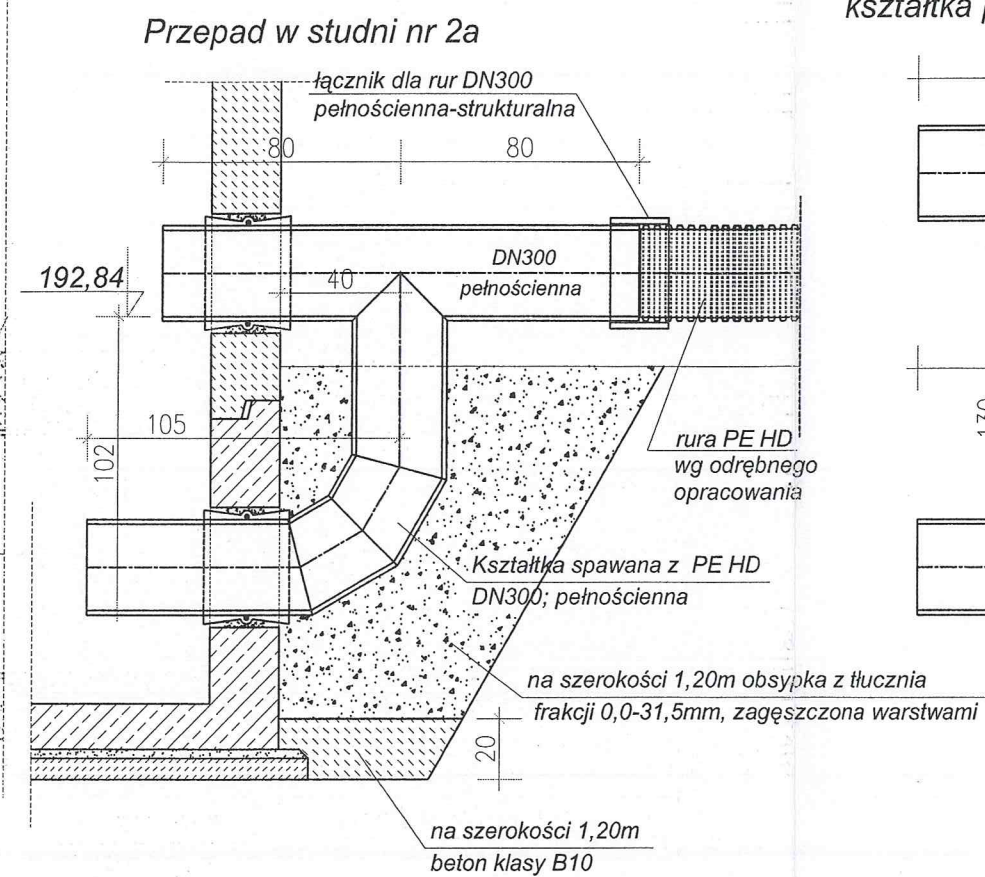 Przepad w studni nr 2a
kształtka
łącznik dla rur DN300
pełnościenna-strukturalna
80
80
DN300
pełnościenna
192,84
40
105
102
rura PE HD
wg odrębnego
opracowania
Kształtka spawana z PE HD
DN300; pełnościenna
na szerokości 1,20m obsypka z tłucznia
frakcji 0,0-31,5mm, zagęszczona warstwami
20
na szerokości 1,20m
beton klasy B10